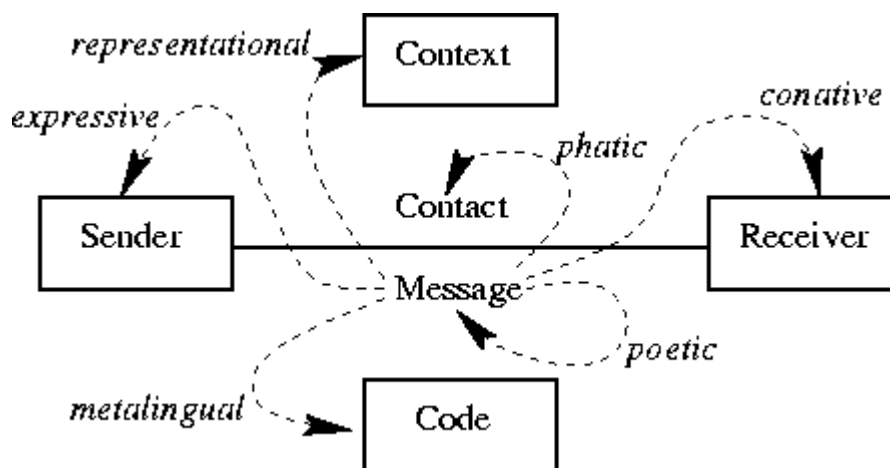 representational
Context
expressive
conative
phatic
Contact
Sender
Receiver
Message
poetic
metalingual
Code